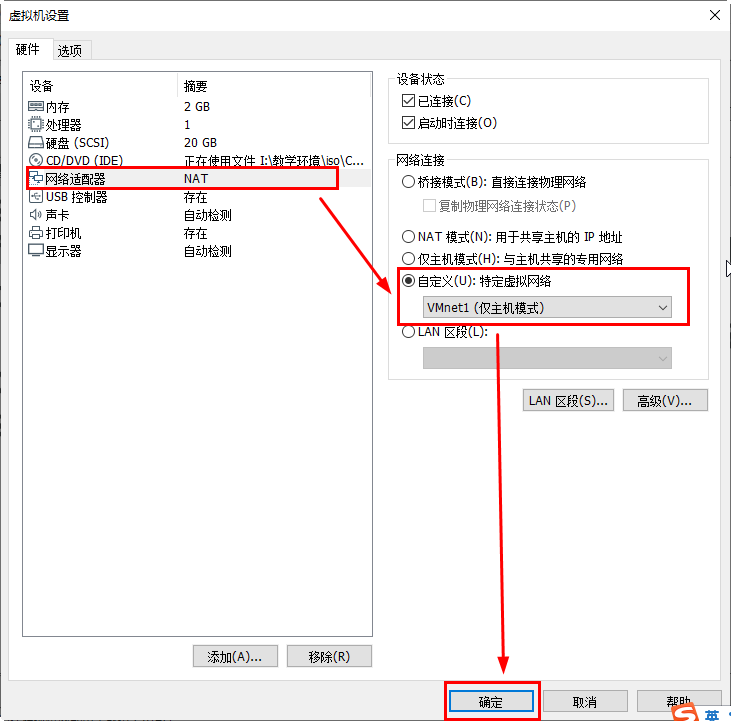 虚拟机设置
硬件 选项
设备 摘要
内存 2 GB
处理器 1
硬盘 (SCSI) 20 GB
CD/DVD (IDE) 正在使用文件 I:\教学环境\iso\C...
网络适配器 NAT
USB 控制器 存在
声卡 自动检测
打印机 存在
显示器 自动检测
添加(A)... 移除(R)
设备状态
已连接(C)
启动时连接(O)
网络连接
桥接模式(B): 直接连接物理网络
复制物理网络连接状态(P)
NAT 模式(N): 用于共享主机的 IP 地址
仅主机模式(H): 与主机共享的专用网络
自定义(U): 特定虚拟网络
VMnet1 (仅主机模式)
LAN 区段(L):
LAN 区段(S)... 高级(V)...
确定 取消 帮助
英